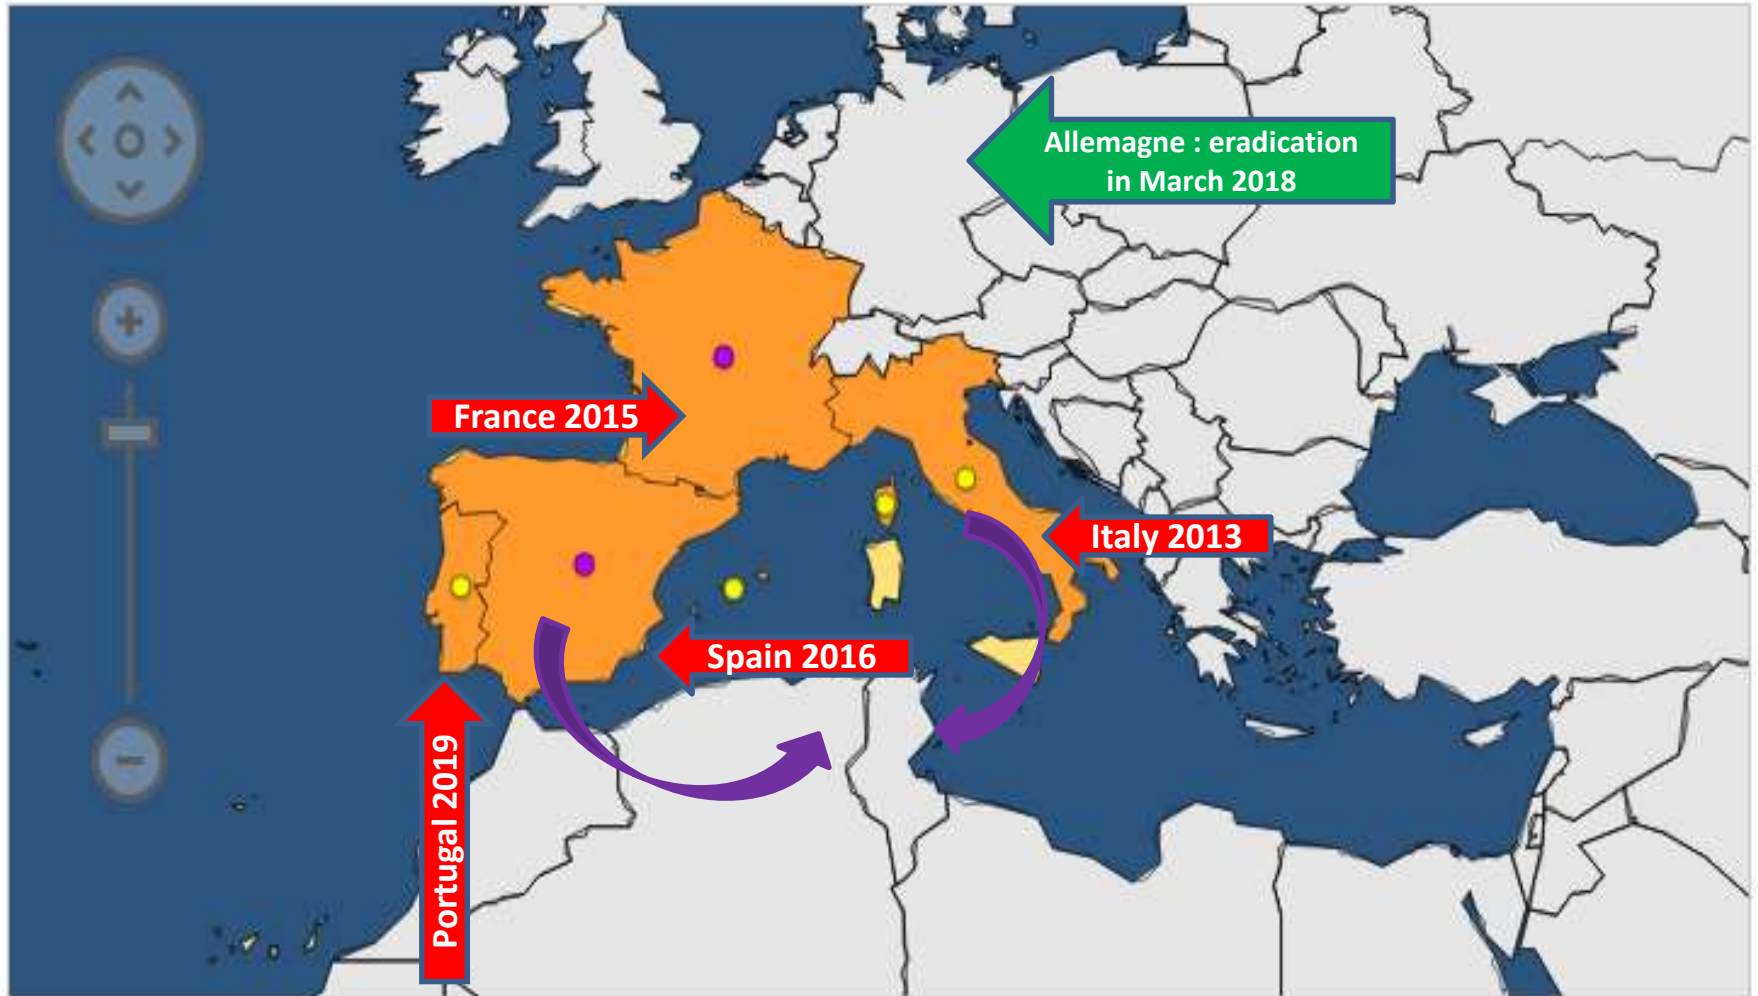 Allemagne : eradication
in March 2018
France 2015
Italy 2013
Spain 2016
Portugal 2019